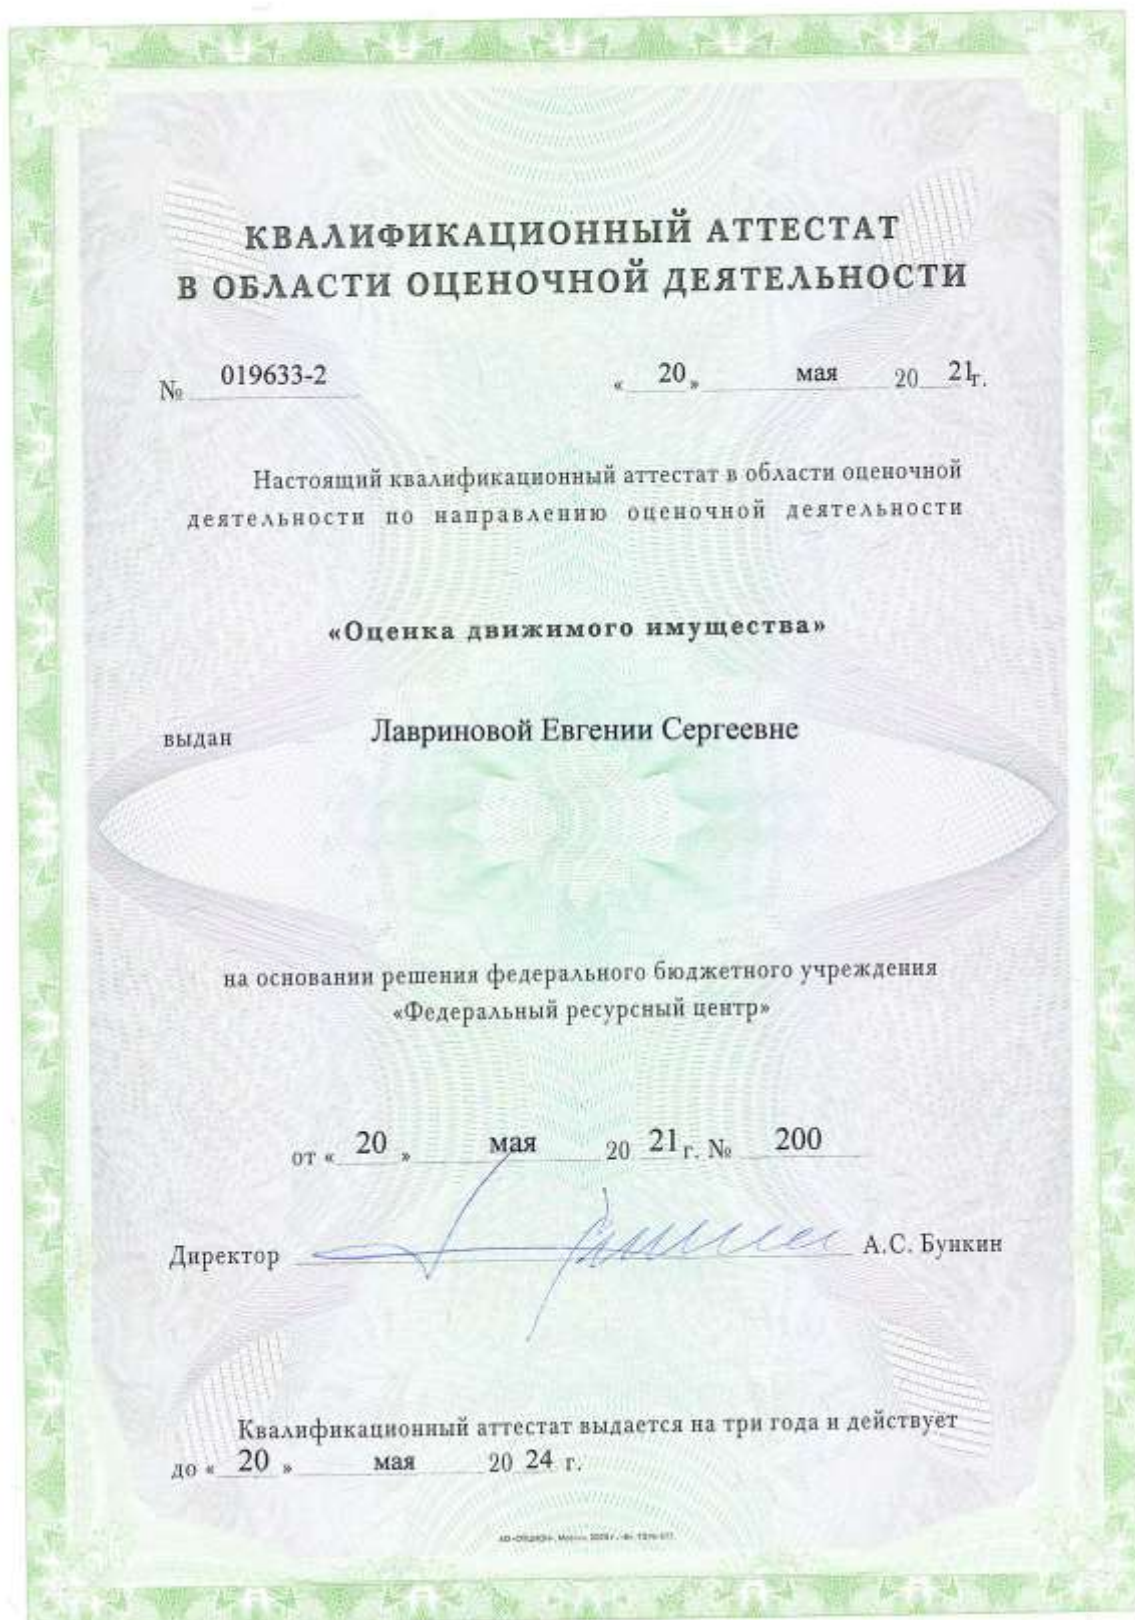 КВАЛИФИКАЦИОННЫЙ АТТЕСТАТ
В ОБЛАСТИ ОЦЕНОЧНОЙ ДЕЯТЕЛЬНОСТИ
№ 019633-2 « 20 » мая 20 21 г.
Настоящий квалификационный аттестат в области оценочной
деятельности по направлению оценочной деятельности
«Оценка движимого имущества»
выдан Лавриновой Евгении Сергеевне
на основании решения федерального бюджетного учреждения
«Федеральный ресурсный центр»
от « 20 » мая 20 21 г. № 200
Директор А.С. Бункин
Квалификационный аттестат выдается на три года и действует
до « 20 » мая 20 24 г.